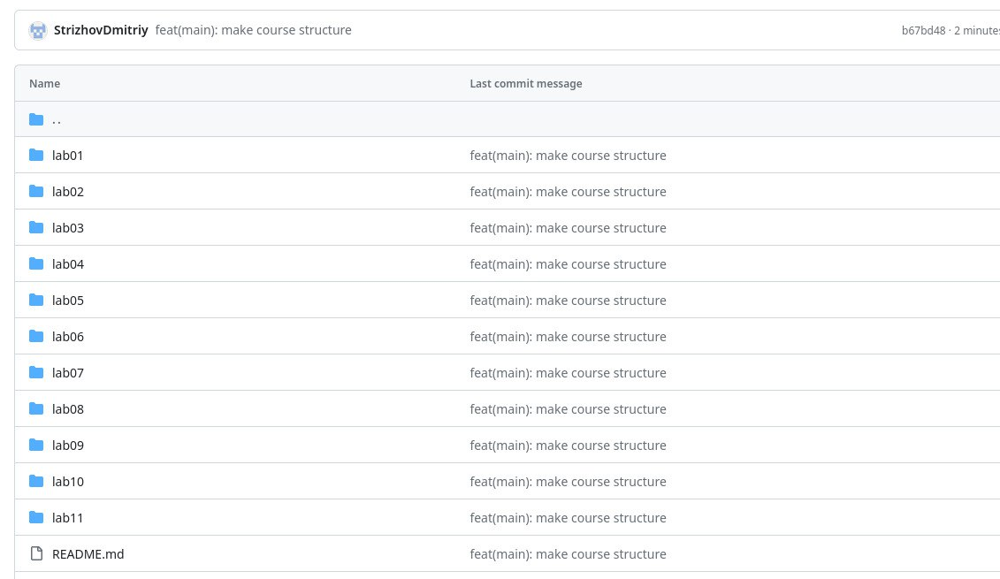 StrizhovDmitriy feat(main): make course structure b67bd48 · 2 minutes
Name Last commit message
..
lab01 feat(main): make course structure
lab02 feat(main): make course structure
lab03 feat(main): make course structure
lab04 feat(main): make course structure
lab05 feat(main): make course structure
lab06 feat(main): make course structure
lab07 feat(main): make course structure
lab08 feat(main): make course structure
lab09 feat(main): make course structure
lab10 feat(main): make course structure
lab11 feat(main): make course structure
README.md feat(main): make course structure